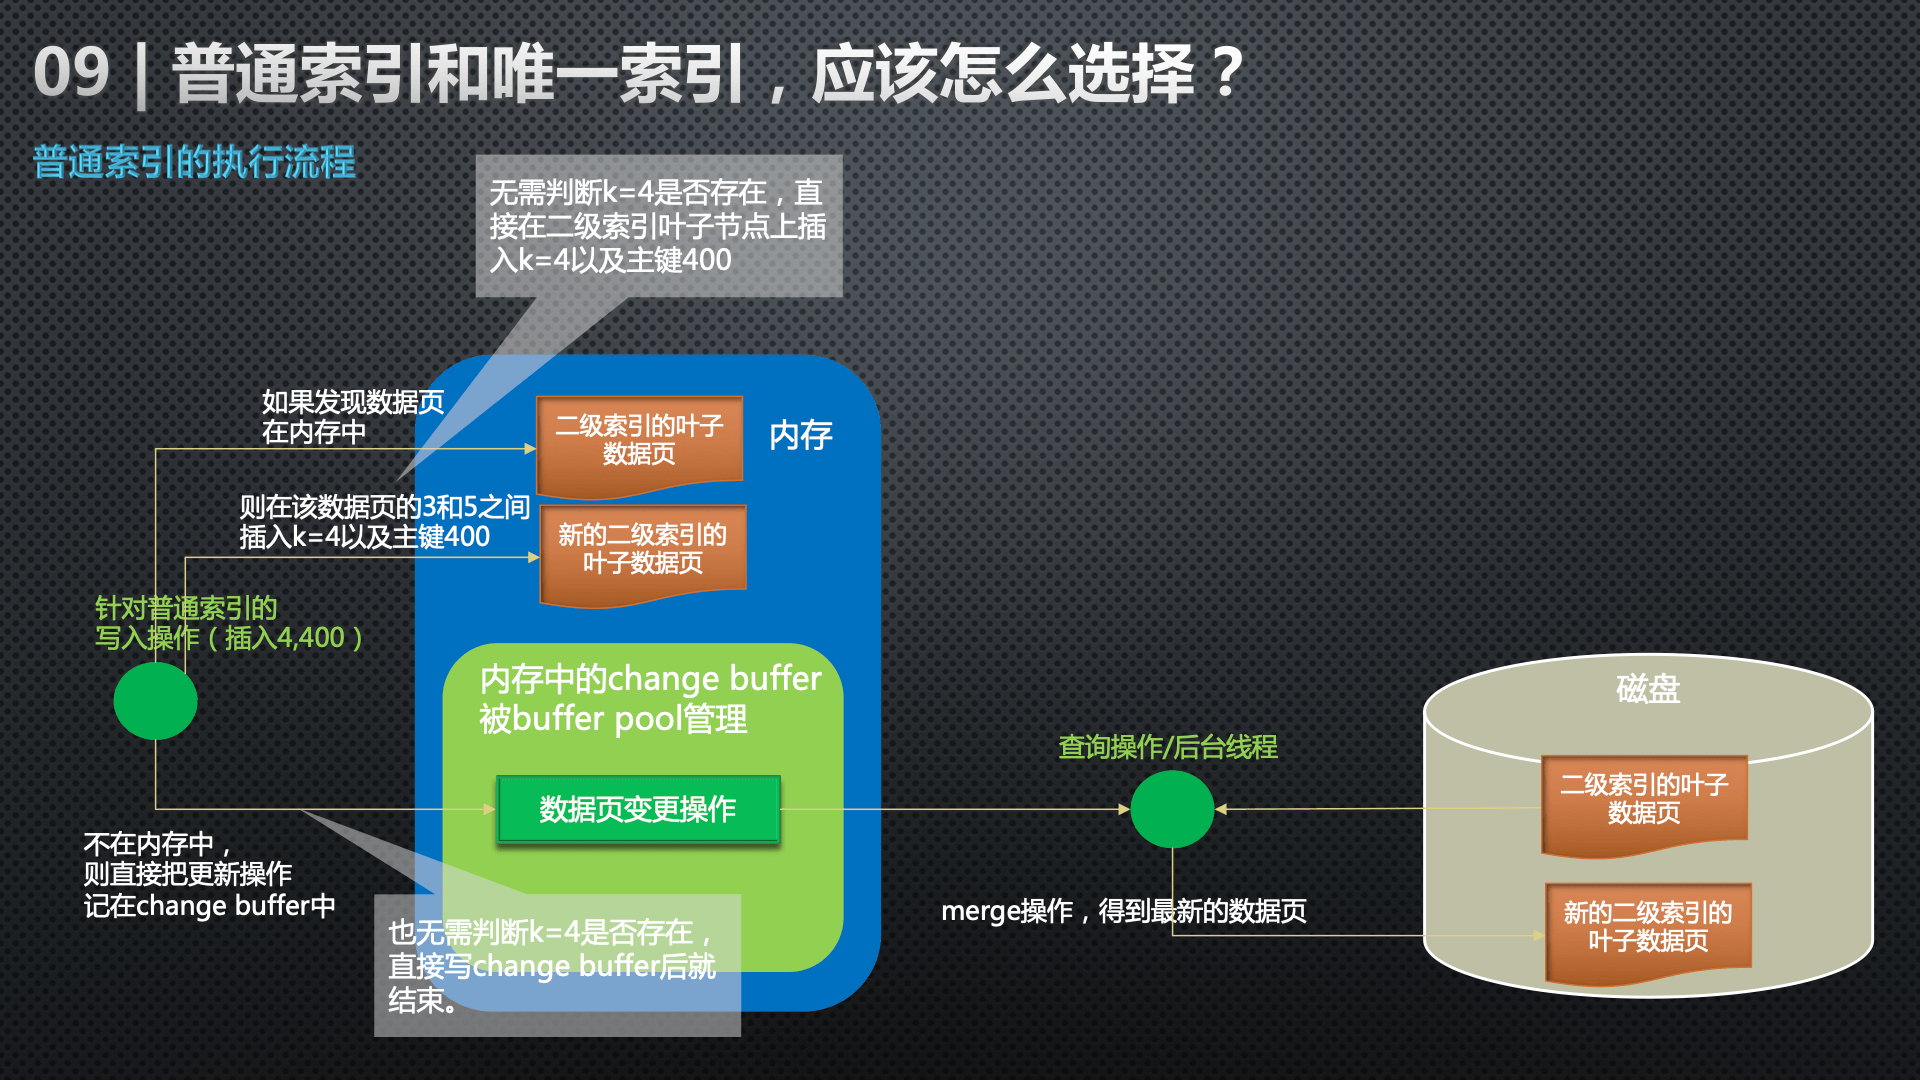 09 | 普通索引和唯一索引，应该怎么选择？
普通索引的执行流程
无需判断k=4是否存在，直
接在二级索引叶子节点上插
入k=4以及主键400
如果发现数据页
在内存中
二级索引的叶子
数据页
内存
则在该数据页的3和5之间
插入k=4以及主键400
新的二级索引的
叶子数据页
针对普通索引的
写入操作（插入4,400）
内存中的change buffer
被buffer pool管理
数据页变更操作
不在内存中，
则直接把更新操作
记在change buffer中
也无需判断k=4是否存在，
直接写change buffer后就
结束。
查询操作/后台线程
merge操作，得到最新的数据页
磁盘
二级索引的叶子
数据页
新的二级索引的
叶子数据页